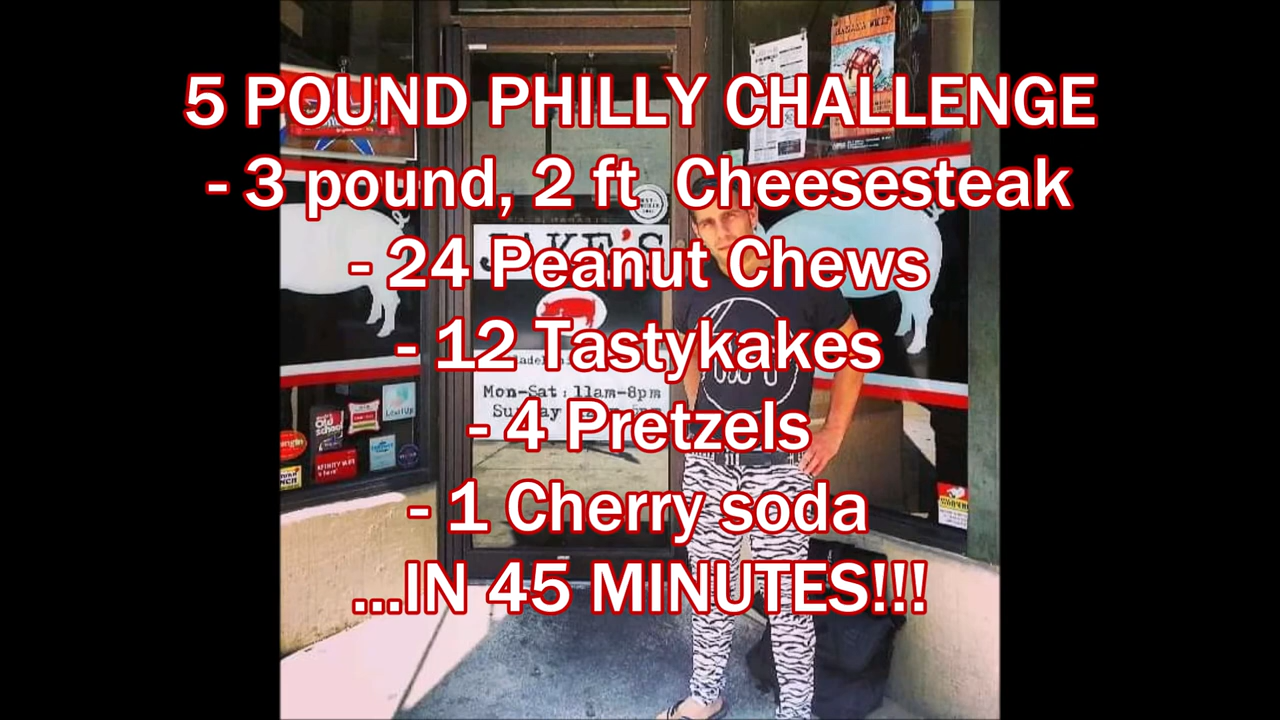 5 POUND PHILLY CHALLENGE
- 3 pound, 2 ft Cheesesteak
- 24 Peanut Chews
- 12 Tastykakes
- 4 Pretzels
- 1 Cherry soda
...IN 45 MINUTES!!!
JAKE'S
Mon-Sat: 11am-8pm